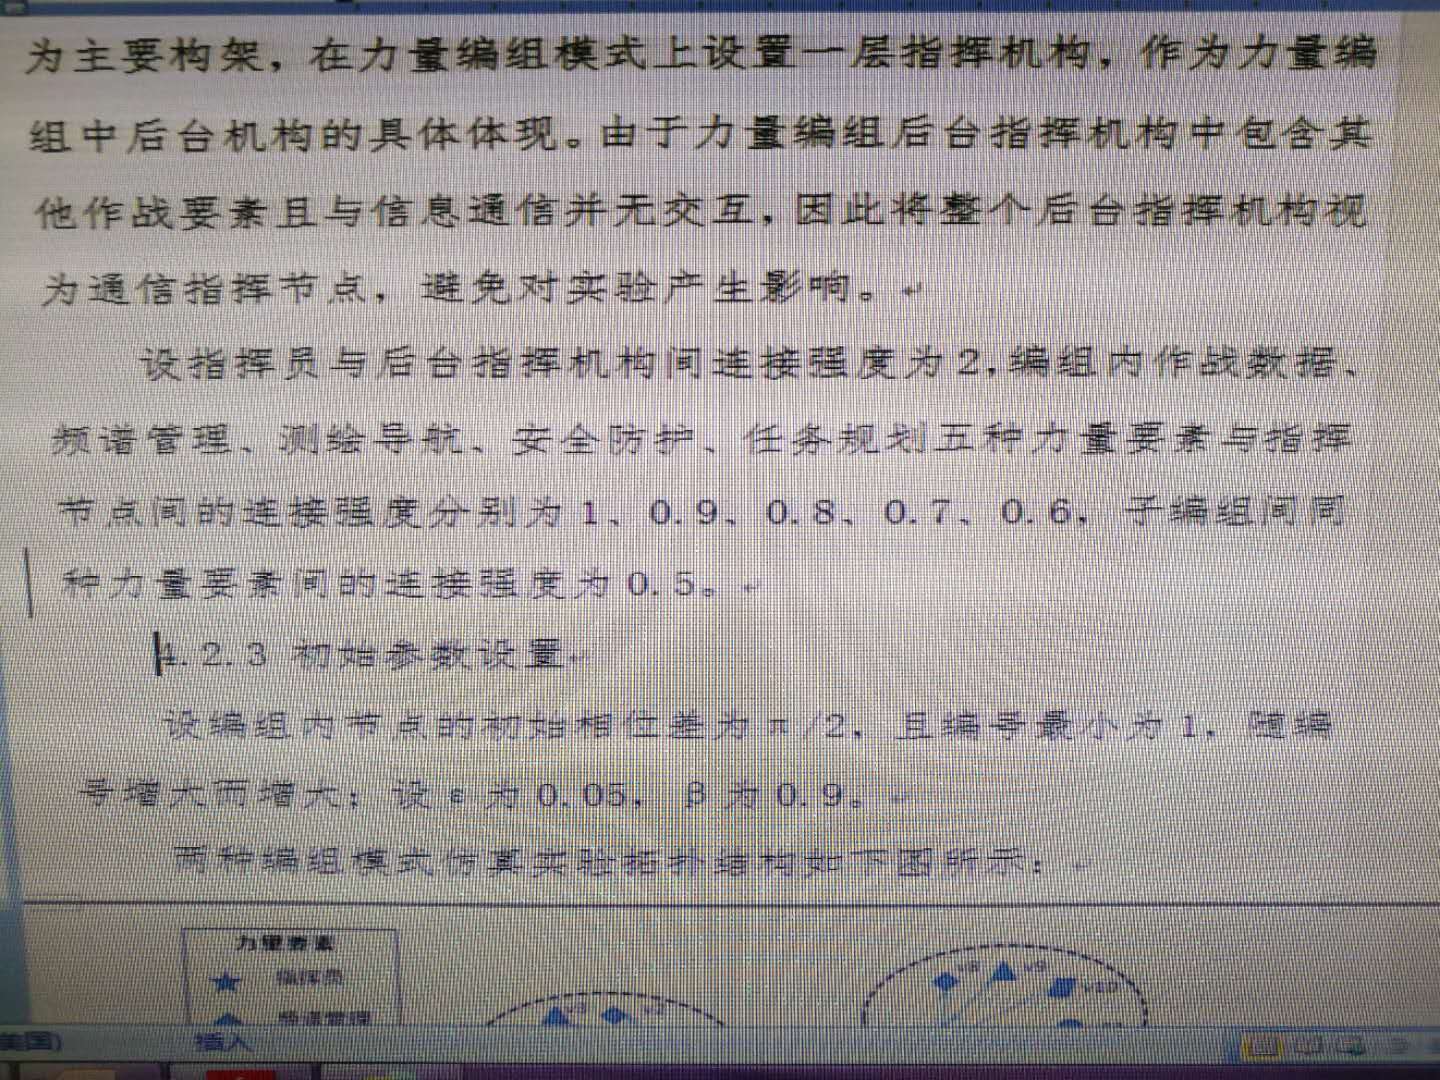 为主要构架，在力量编组模式上设置一层指挥机构，作为力量编
组中后台机构的具体体现。由于力量编组后台指挥机构中包含其
他作战要素且与信息通信并无交互，因此将整个后台指挥机构视
为通信指挥节点，避免对实验产生影响。
设指挥员与后台指挥机构间连接强度为2，编组内作战数据、
频谱管理、测绘导航、安全防护、任务规划五种力量要素与指挥
节点间的连接强度分别为1、0.9、0.8、0.7、0.6，子编组间同
种力量要素间的连接强度为0.5。
4.2.3 初始参数设置
设编组内节点的初始相位差为π/2，且编号最小为1，随编
号增大而增大；设ε为0.05，β为0.9。
两种编组模式仿真实验拓扑结构如下图所示：
力量要素
指挥员
频谱管理
v3
v2
v8
v9
v10
美国)
插入